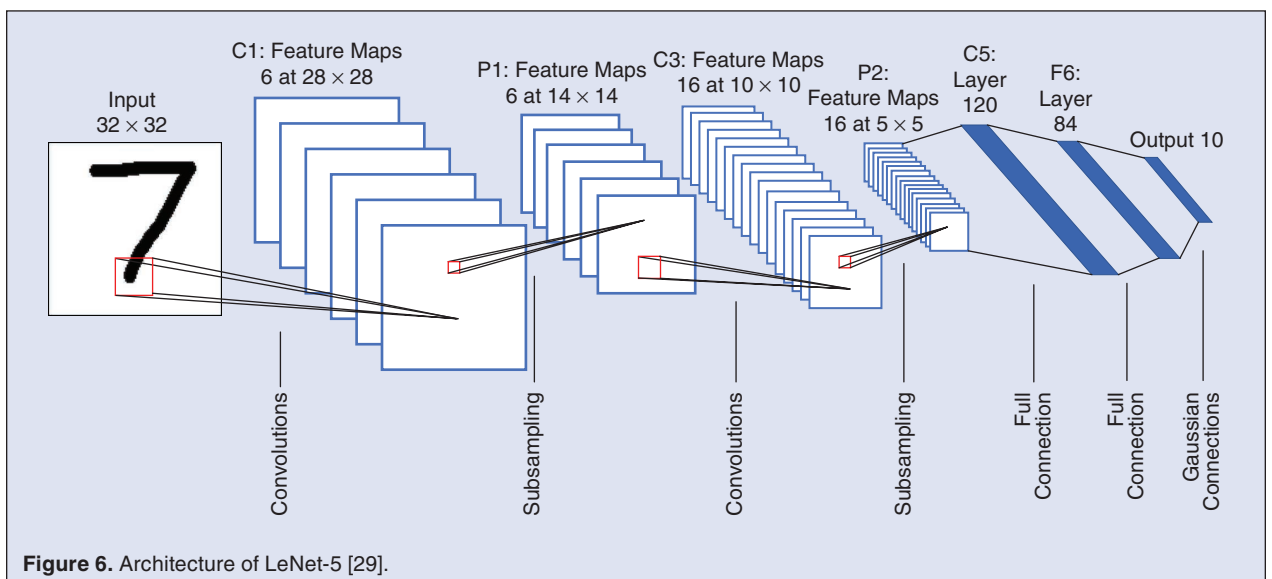 Input
32 × 32
C1: Feature Maps
6 at 28 × 28
P1: Feature Maps
6 at 14 × 14
C3: Feature Maps
16 at 10 × 10
P2:
Feature Maps
16 at 5 × 5
C5:
Layer
120
F6:
Layer
84
Output 10
Convolutions
Subsampling
Convolutions
Subsampling
Full
Connection
Full
Connection
Gaussian
Connections
Figure 6. Architecture of LeNet-5 [29].